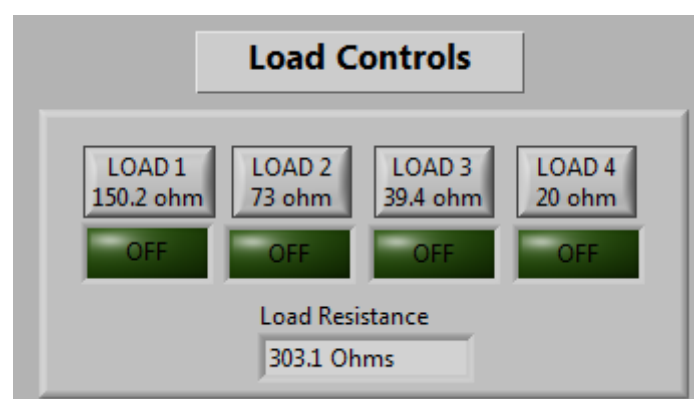 Load Controls
LOAD 1
150.2 ohm
LOAD 2
73 ohm
LOAD 3
39.4 ohm
LOAD 4
20 ohm
OFF
OFF
OFF
OFF
Load Resistance
303.1 Ohms